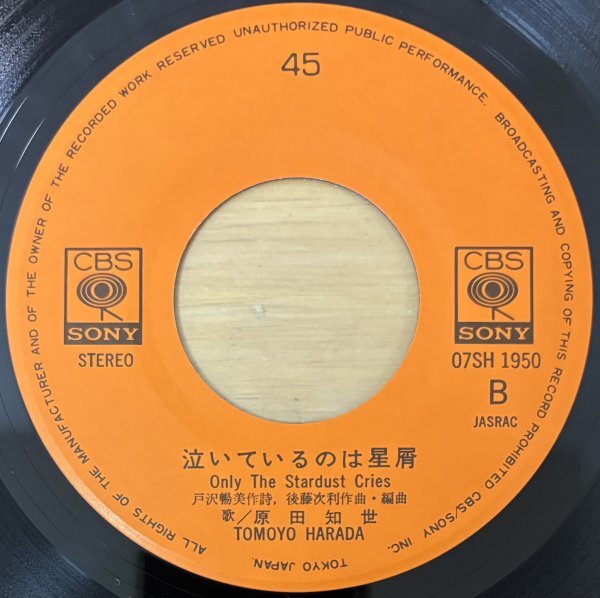 ALL RIGHTS OF THE MANUFACTURER AND OF THE OWNER OF THE RECORDED WORK RESERVED UNAUTHORIZED PUBLIC PERFORMANCE. BROADCASTING AND COPYING OF THIS RECORD PROHIBITED CBS/SONY INC.
TOKYO JAPAN.
45
CBS
SONY
STEREO
CBS
SONY
07SH 1950
B
JASRAC
泣いているのは星屑
Only The Stardust Cries
戸沢暢美作詩，後藤次利作曲・編曲
歌／原田知世
TOMOYO HARADA